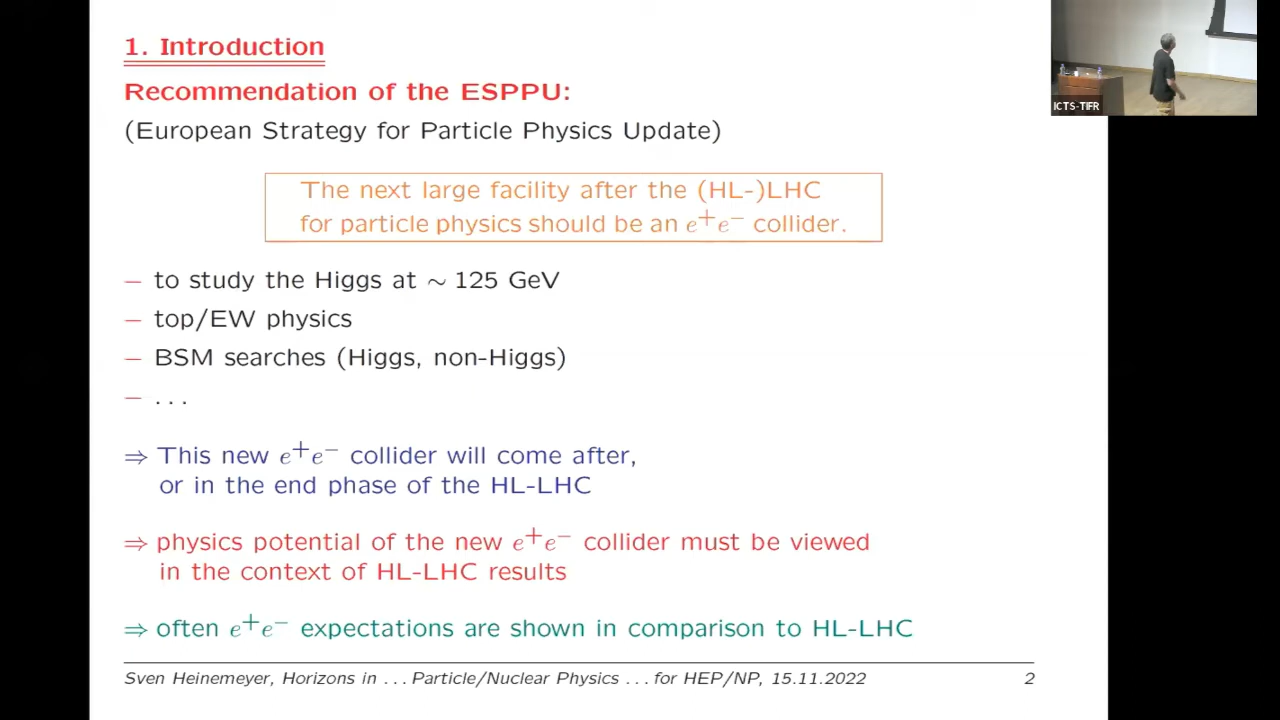 1. Introduction
Recommendation of the ESPPU:
(European Strategy for Particle Physics Update)
The next large facility after the (HL-)LHC
for particle physics should be an e⁺e⁻ collider.
– to study the Higgs at ∼ 125 GeV
– top/EW physics
– BSM searches (Higgs, non-Higgs)
– ...
⇒ This new e⁺e⁻ collider will come after,
or in the end phase of the HL-LHC
⇒ physics potential of the new e⁺e⁻ collider must be viewed
in the context of HL-LHC results
⇒ often e⁺e⁻ expectations are shown in comparison to HL-LHC
Sven Heinemeyer, Horizons in ... Particle/Nuclear Physics ... for HEP/NP, 15.11.2022 2
ICTS-TIFR